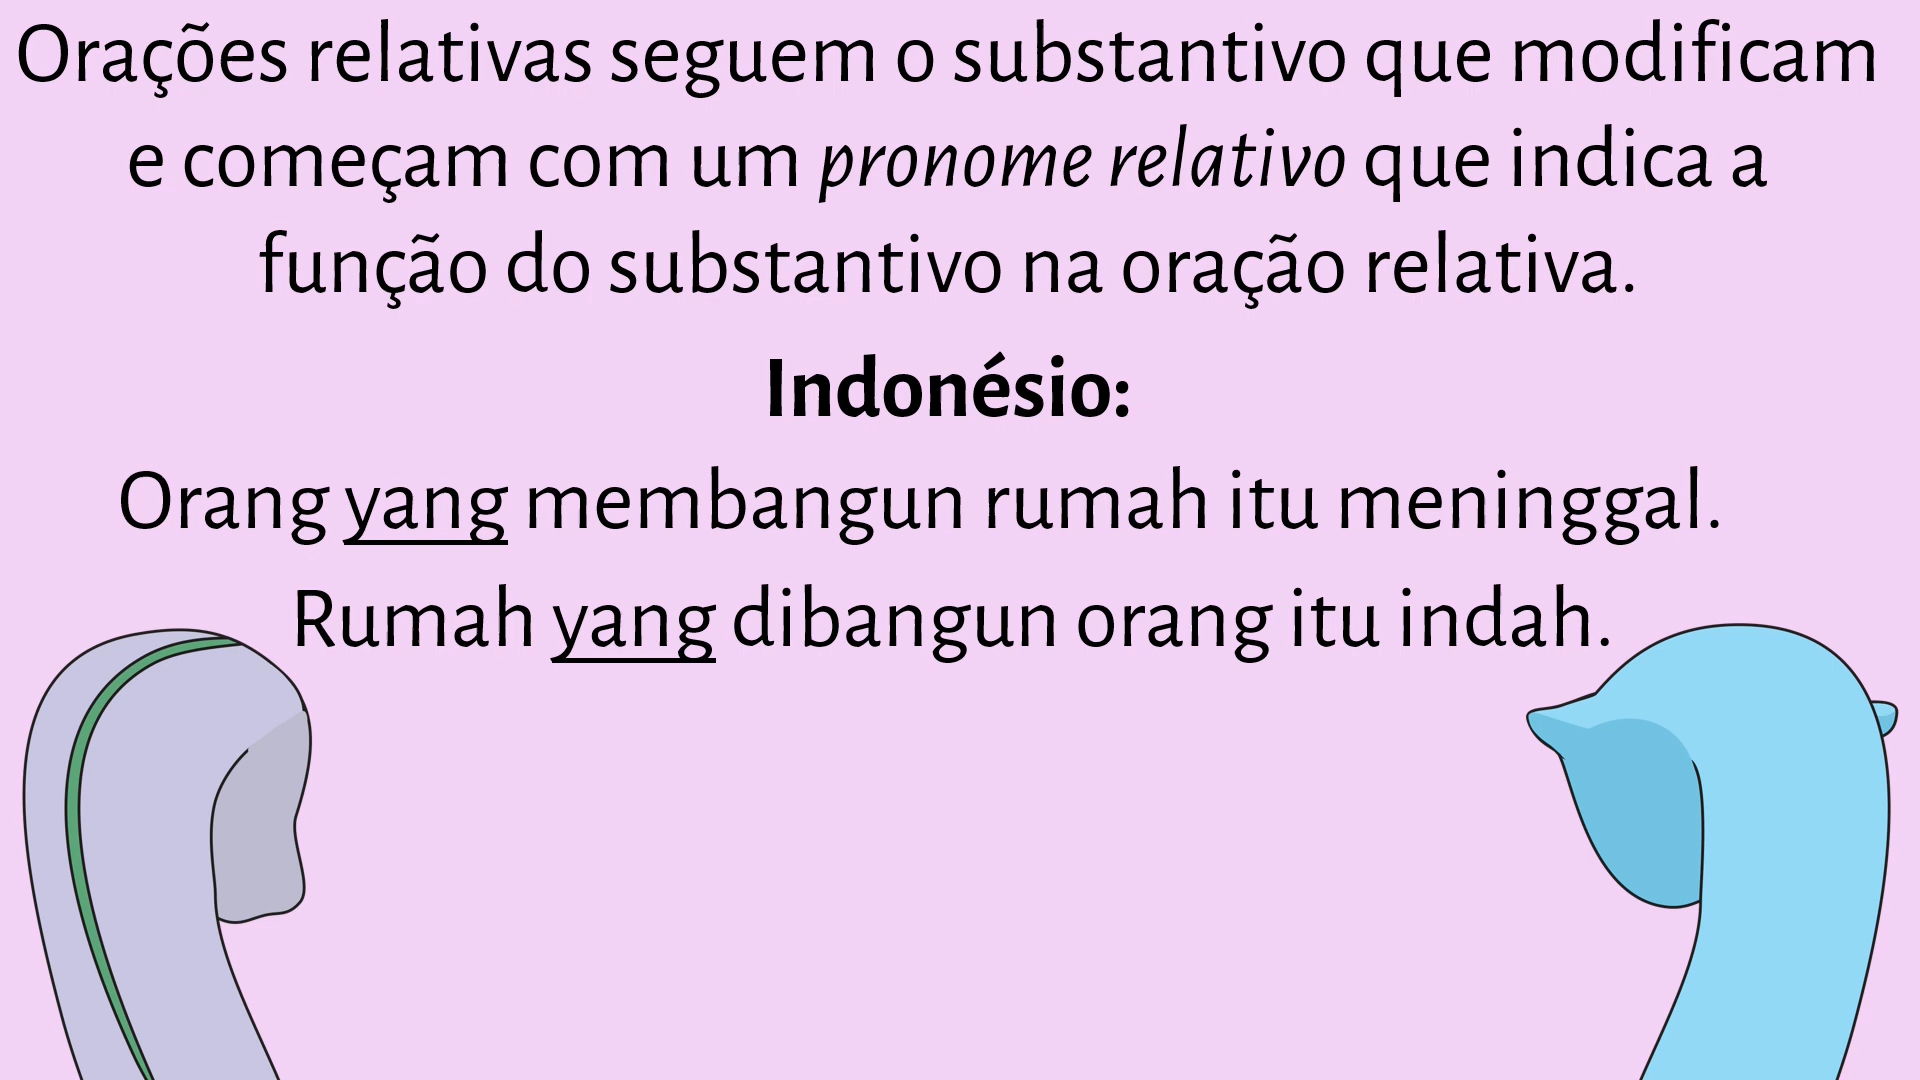 Orações relativas seguem o substantivo que modificam
e começam com um pronome relativo que indica a
função do substantivo na oração relativa.
Indonésio:
Orang yang membangun rumah itu meninggal.
Rumah yang dibangun orang itu indah.